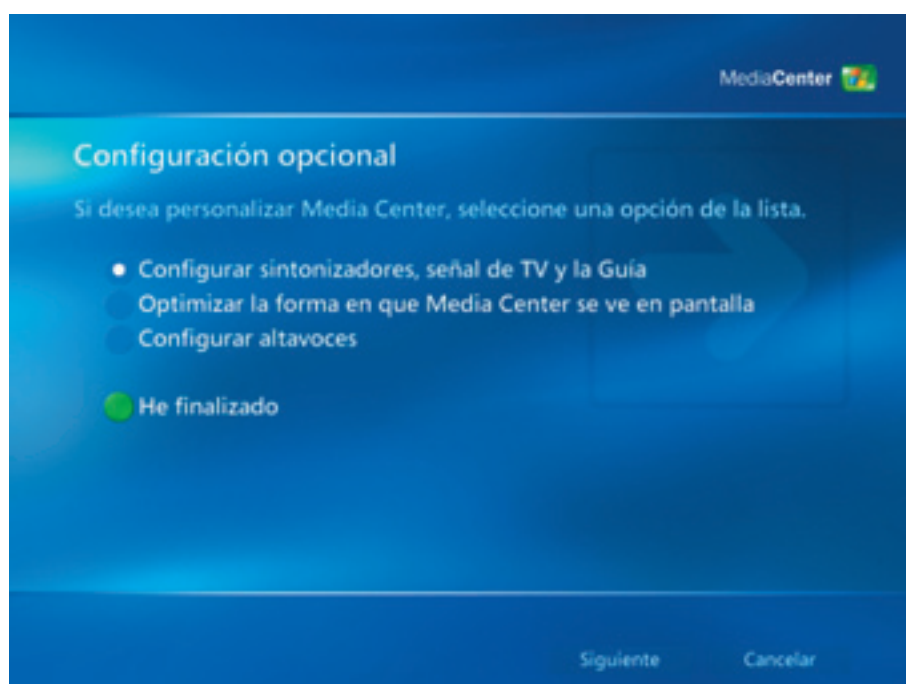 MediaCenter
Configuración opcional
Si desea personalizar Media Center, seleccione una opción de la lista.
Configurar sintonizadores, señal de TV y la Guía
Optimizar la forma en que Media Center se ve en pantalla
Configurar altavoces
He finalizado
Siguiente Cancelar